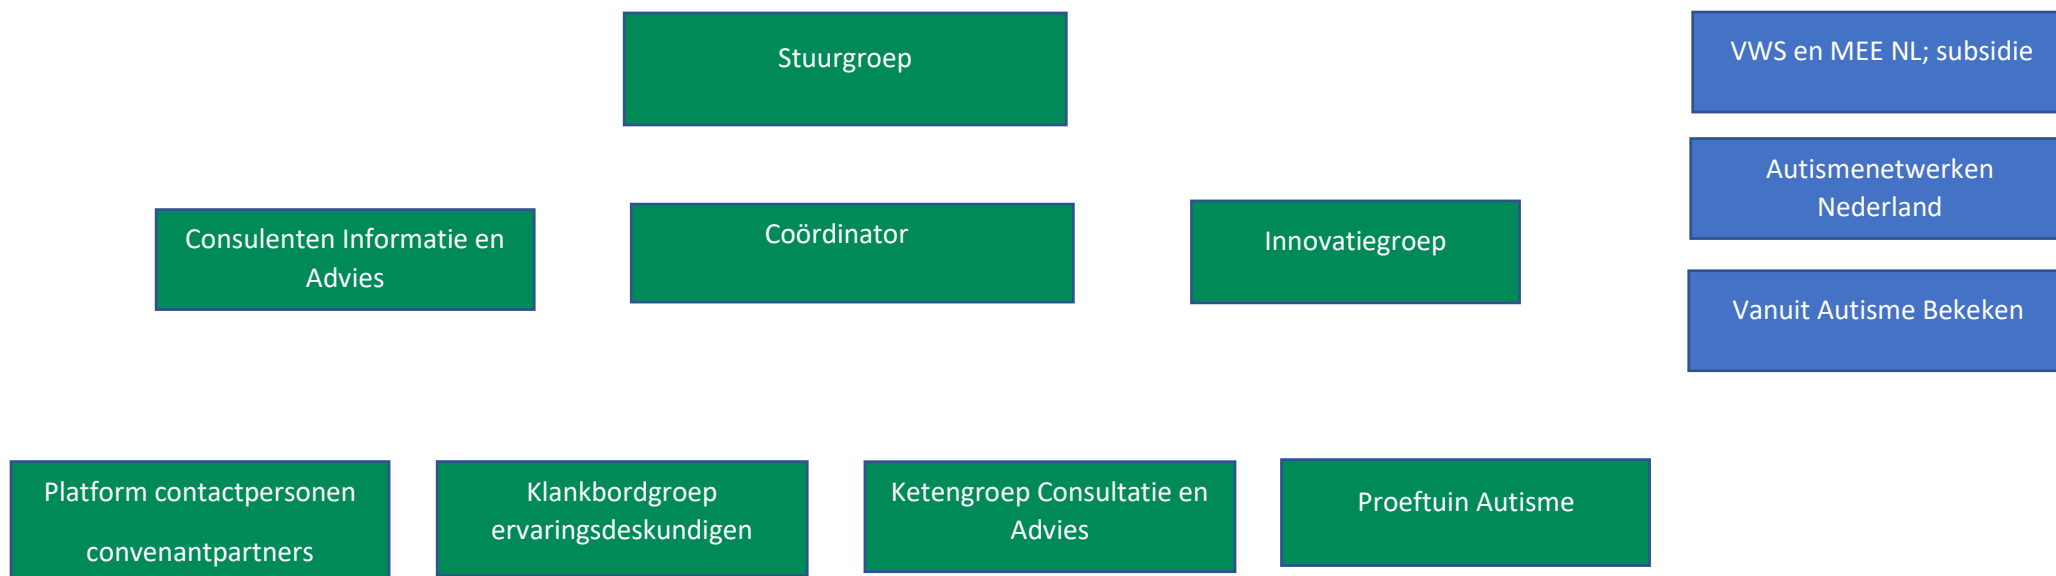 Stuurgroep
VWS en MEE NL; subsidie
Autismenetwerken
Nederland
Consulenten Informatie en
Advies
Coördinator
Innovatiegroep
Vanuit Autisme Bekeken
Platform contactpersonen
convenantpartners
Klankbordgroep
ervaringsdeskundigen
Ketengroep Consultatie en
Advies
Proeftuin Autisme